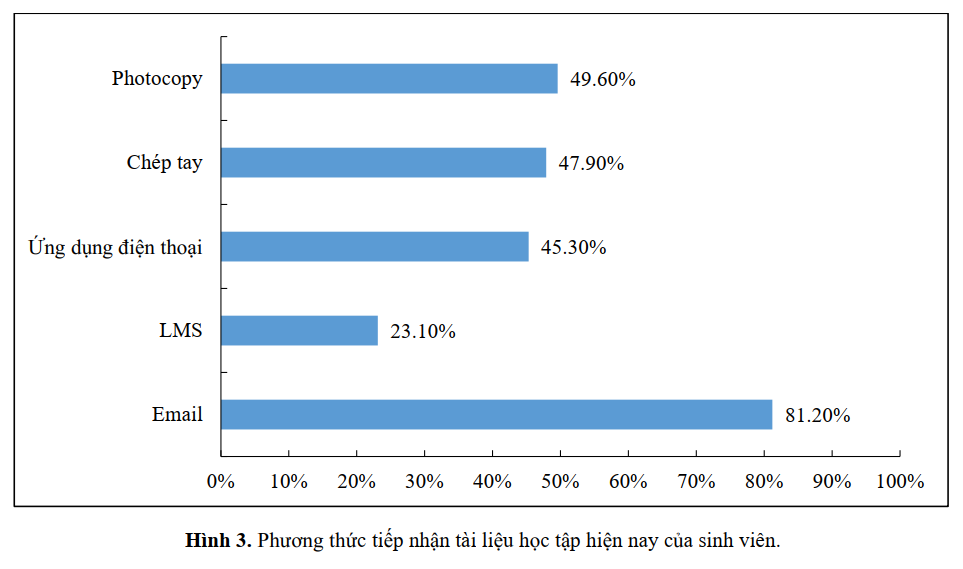 Photocopy
49.60%
Chép tay
47.90%
Ứng dụng điện thoại
45.30%
LMS
23.10%
Email
81.20%
0% 10% 20% 30% 40% 50% 60% 70% 80% 90% 100%
Hình 3. Phương thức tiếp nhận tài liệu học tập hiện nay của sinh viên.